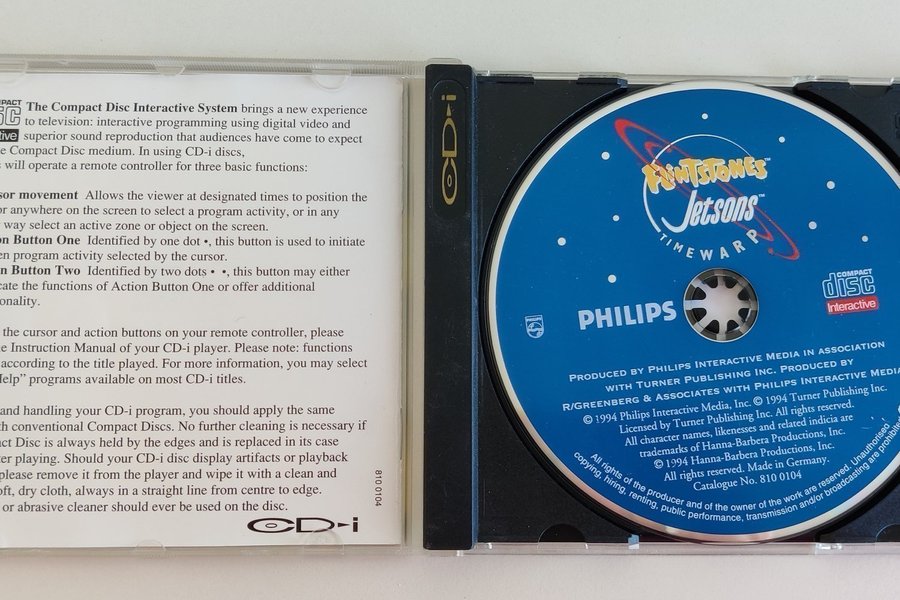 The Compact Disc Interactive System brings a new experience
to television: interactive programming using digital video and
superior sound reproduction that audiences have come to expect
Compact Disc medium. In using CD-i discs,
will operate a remote controller for three basic functions:
movement Allows the viewer at designated times to position the
anywhere on the screen to select a program activity, or in any
way select an active zone or object on the screen.
Button One Identified by one dot •, this button is used to initiate
program activity selected by the cursor.
Button Two Identified by two dots • •, this button may either
the functions of Action Button One or offer additional
the cursor and action buttons on your remote controller, please
Instruction Manual of your CD-i player. Please note: functions
according to the title played. For more information, you may select
Help" programs available on most CD-i titles.
and handling your CD-i program, you should apply the same
conventional Compact Discs. No further cleaning is necessary if
Disc is always held by the edges and is replaced in its case
playing. Should your CD-i disc display artifacts or playback
please remove it from the player and wipe it with a clean and
dry cloth, always in a straight line from centre to edge.
or abrasive cleaner should ever be used on the disc.
810 0104
CD-i
CD-i
FLINTSTONES™
Jetsons™
TIMEWARP
PHILIPS
COMPACT
disc
Interactive
PRODUCED BY PHILIPS INTERACTIVE MEDIA IN ASSOCIATION
WITH TURNER PUBLISHING INC. PRODUCED BY
R/GREENBERG & ASSOCIATES WITH PHILIPS INTERACTIVE MEDIA
© 1994 Philips Interactive Media, Inc. © 1994 Turner Publishing Inc.
Licensed by Turner Publishing Inc. All rights reserved.
All character names, likenesses and related indicia are
trademarks of Hanna-Barbera Productions, Inc.
© 1994 Hanna-Barbera Productions, Inc.
All rights reserved. Made in Germany.
Catalogue No. 810 0104
All rights of the producer and of the owner of the work are reserved. Unauthorised
copying, hiring, renting, public performance, transmission and/or broadcasting are prohibited